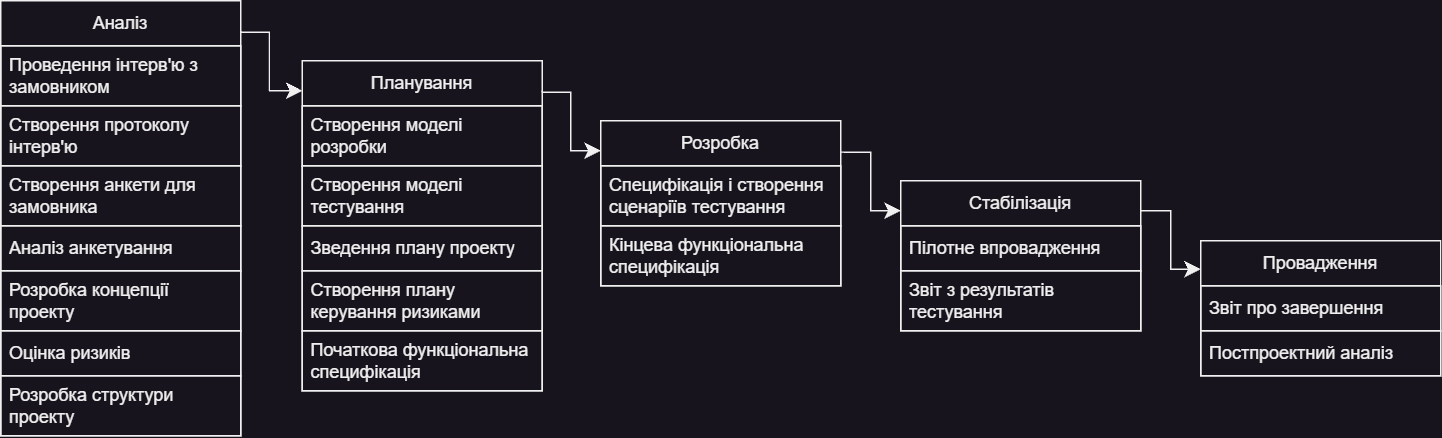 Аналіз
Проведення інтерв'ю з
замовником
Створення протоколу
інтерв'ю
Створення анкети для
замовника
Аналіз анкетування
Розробка концепції
проекту
Оцінка ризиків
Розробка структури
проекту
Планування
Створення моделі
розробки
Створення моделі
тестування
Зведення плану проекту
Створення плану
керування ризиками
Початкова функціональна
специфікація
Розробка
Специфікація і створення
сценаріїв тестування
Кінцева функціональна
специфікація
Стабілізація
Пілотне впровадження
Звіт з результатів
тестування
Провадження
Звіт про завершення
Постпроектний аналіз